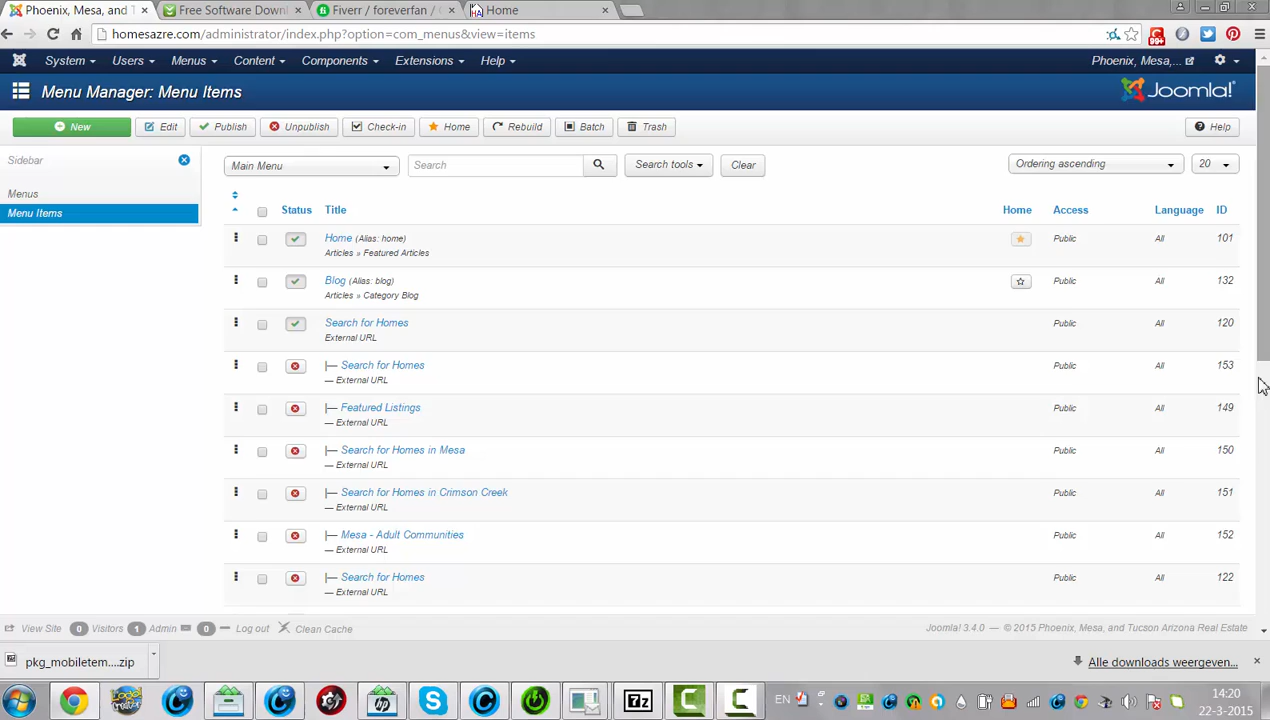 Phoenix, Mesa, and T
Free Software Downl
Fiverr / foreverfan / C
Home
homesazre.com/administrator/index.php?option=com_menus&view=items
99+
System
Users
Menus
Content
Components
Extensions
Help
Phoenix, Mesa,...
Menu Manager: Menu Items
Joomla!
New
Edit
Publish
Unpublish
Check-in
Home
Rebuild
Batch
Trash
Help
Sidebar
Menus
Menu Items
Main Menu
Search
Search tools
Clear
Ordering ascending
20
Status Title Home Access Language ID
Home (Alias: home) Public All 101
Articles » Featured Articles
Blog (Alias: blog) Public All 132
Articles » Category Blog
Search for Homes Public All 120
External URL
|— Search for Homes Public All 153
— External URL
|— Featured Listings Public All 149
— External URL
|— Search for Homes in Mesa Public All 150
— External URL
|— Search for Homes in Crimson Creek Public All 151
— External URL
|— Mesa - Adult Communities Public All 152
— External URL
|— Search for Homes Public All 122
— External URL
View Site 0 Visitors 1 Admin 0 Log out Clean Cache
Joomla! 3.4.0 — © 2015 Phoenix, Mesa, and Tucson Arizona Real Estate
pkg_mobiletem....zip
Alle downloads weergeven...
EN
14:20
22-3-2015